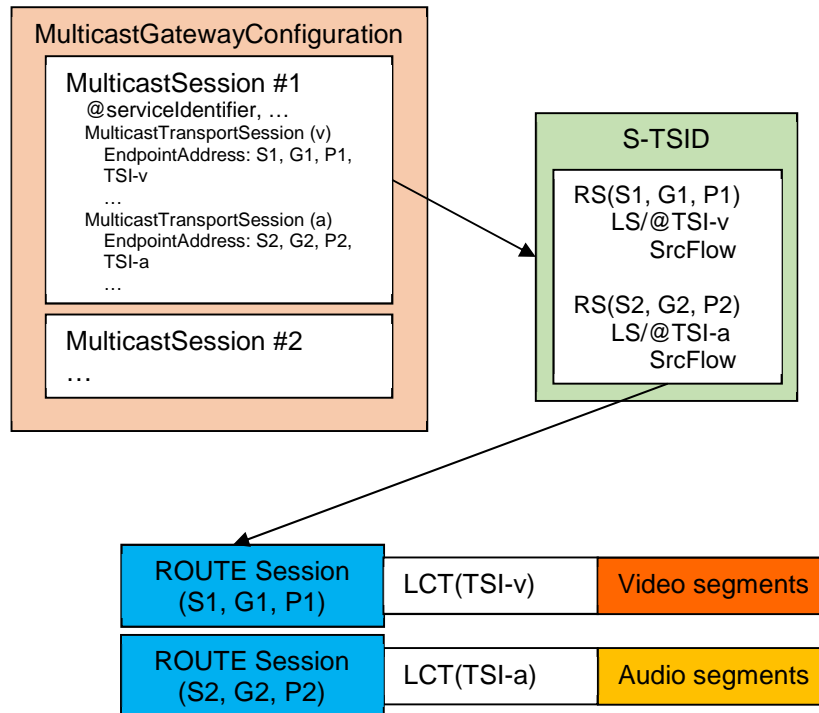 MulticastGatewayConfiguration
MulticastSession #1
@serviceIdentifier, …
MulticastTransportSession (v)
EndpointAddress: S1, G1, P1,
TSI-v
…
MulticastTransportSession (a)
EndpointAddress: S2, G2, P2,
TSI-a
…
MulticastSession #2
…
S-TSID
RS(S1, G1, P1)
LS/@TSI-v
SrcFlow
RS(S2, G2, P2)
LS/@TSI-a
SrcFlow
ROUTE Session
(S1, G1, P1)
LCT(TSI-v)
Video segments
ROUTE Session
(S2, G2, P2)
LCT(TSI-a)
Audio segments